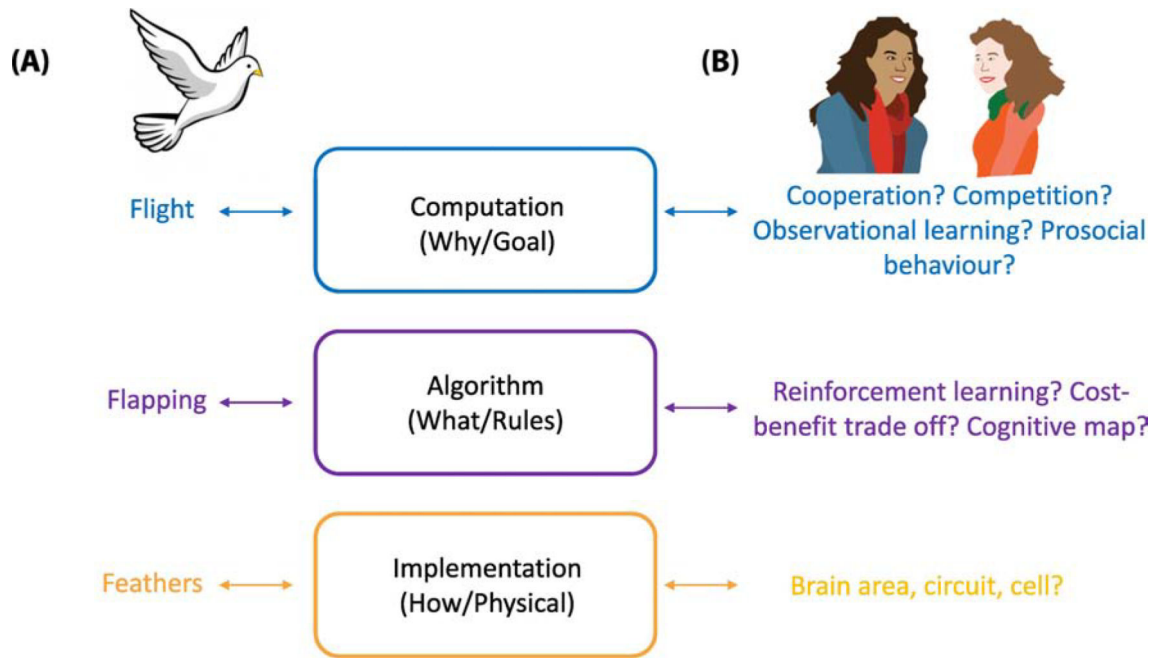 (A)
(B)
Flight
Computation
(Why/Goal)
Cooperation? Competition?
Observational learning? Prosocial
behaviour?
Flapping
Algorithm
(What/Rules)
Reinforcement learning? Cost-
benefit trade off? Cognitive map?
Feathers
Implementation
(How/Physical)
Brain area, circuit, cell?